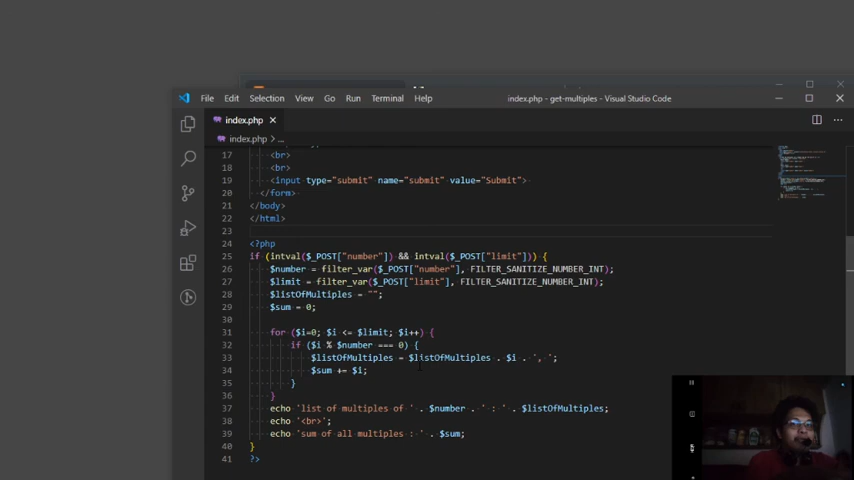 File Edit Selection View Go Run Terminal Help index.php - get-multiples - Visual Studio Code
index.php
index.php > ...
17 <br>
18 <br>
19 <input type="submit" name="submit" value="Submit">
20 </form>
21 </body>
22 </html>
23
24 <?php
25 if (intval($_POST["number"]) && intval($_POST["limit"])) {
26 $number = filter_var($_POST["number"], FILTER_SANITIZE_NUMBER_INT);
27 $limit = filter_var($_POST["limit"], FILTER_SANITIZE_NUMBER_INT);
28 $listOfMultiples = "";
29 $sum = 0;
30
31 for ($i=0; $i <= $limit; $i++) {
32 if ($i % $number === 0) {
33 $listOfMultiples = $listOfMultiples . $i . ', ';
34 $sum += $i;
35 }
36 }
37 echo 'list of multiples of ' . $number . ' : ' . $listOfMultiples;
38 echo '<br>';
39 echo 'sum of all multiples : ' . $sum;
40 }
41 ?>